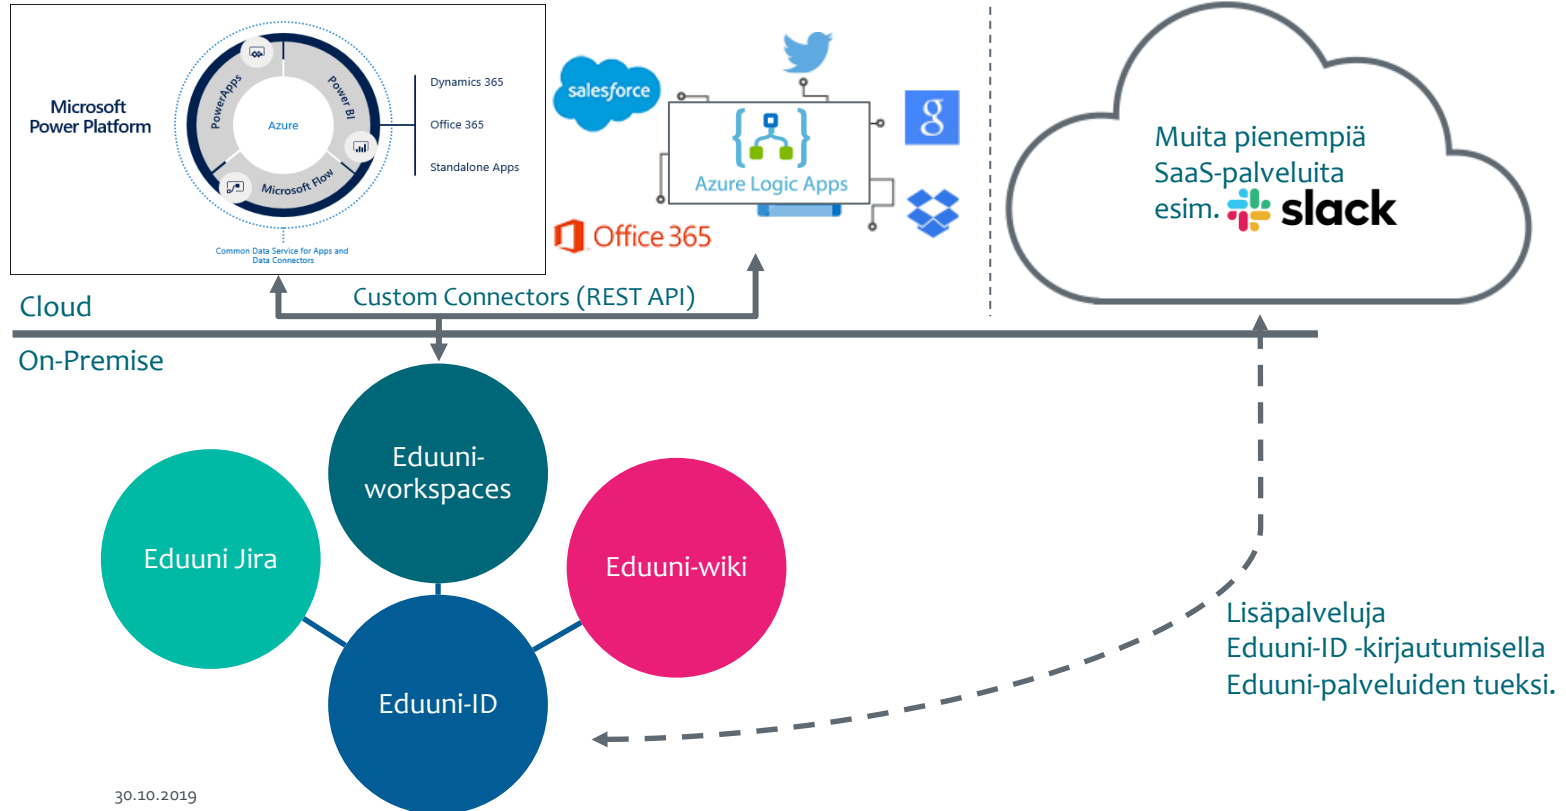 Microsoft
Power Platform
PowerApps
Power BI
Microsoft Flow
Azure
Dynamics 365
Office 365
Standalone Apps
Common Data Service for Apps and
Data Connectors
salesforce
g
Azure Logic Apps
Office 365
Muita pienempiä
SaaS-palveluita
esim. slack
Custom Connectors (REST API)
Cloud
On-Premise
Eduuni-
workspaces
Eduuni Jira
Eduuni-wiki
Eduuni-ID
Lisäpalveluja
Eduuni-ID -kirjautumisella
Eduuni-palveluiden tueksi.
30.10.2019